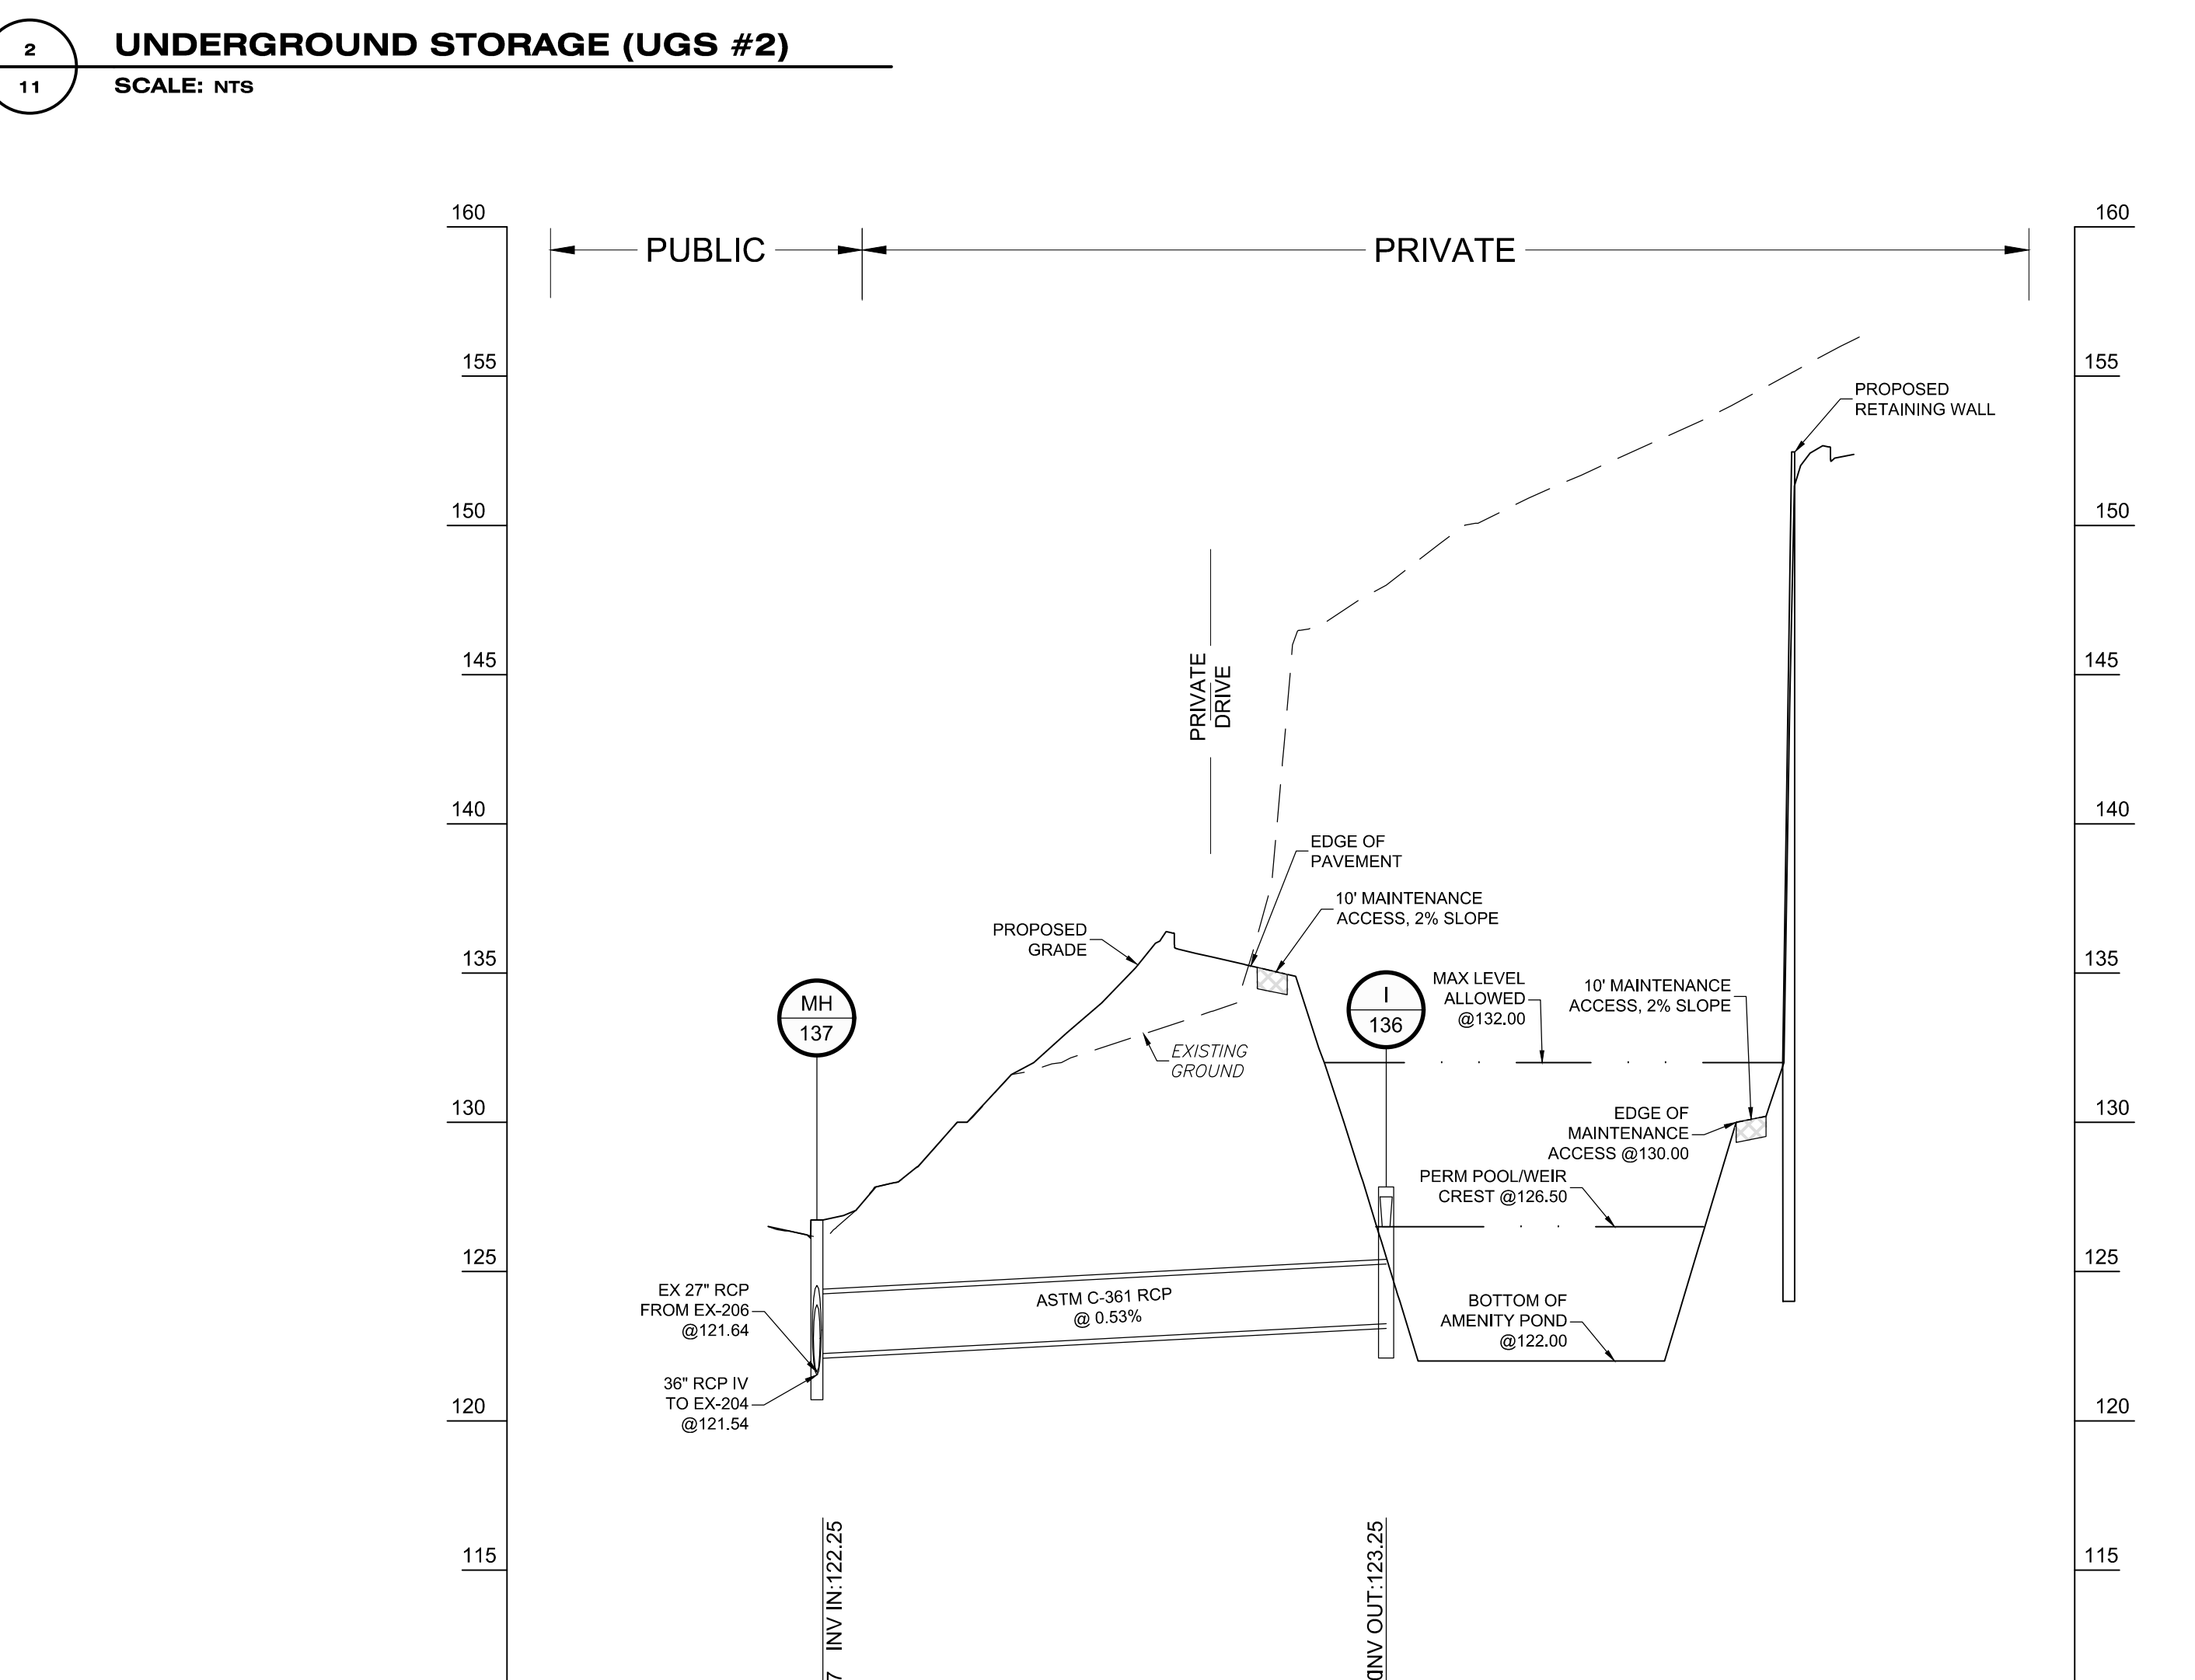 2
11
UNDERGROUND STORAGE (UGS #2)
SCALE: NTS
160
160
PUBLIC
PRIVATE
155
155
PROPOSED
RETAINING WALL
150
150
145
145
PRIVATE
DRIVE
140
140
EDGE OF
PAVEMENT
10' MAINTENANCE
ACCESS, 2% SLOPE
PROPOSED
GRADE
135
135
MH
137
I
136
MAX LEVEL
ALLOWED
@132.00
10' MAINTENANCE
ACCESS, 2% SLOPE
EXISTING
GROUND
130
130
EDGE OF
MAINTENANCE
ACCESS @130.00
PERM POOL/WEIR
CREST @126.50
125
125
EX 27" RCP
FROM EX-206
@121.64
ASTM C-361 RCP
@ 0.53%
BOTTOM OF
AMENITY POND
@122.00
36" RCP IV
TO EX-204
@121.54
120
120
115
115
7 INV IN:122.25
INV OUT:123.25